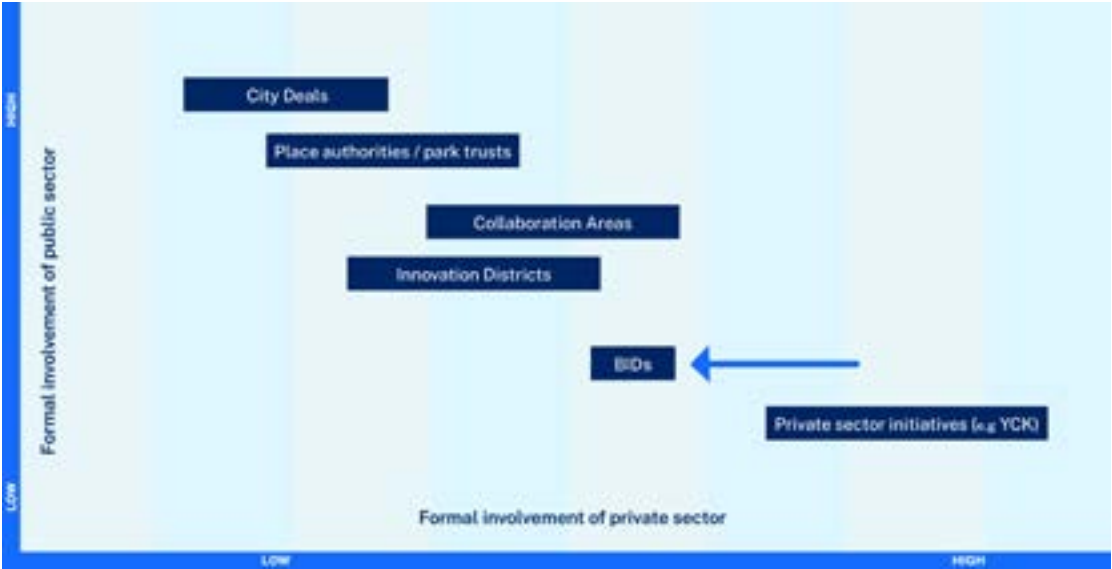 HIGH
City Deals
Place authorities / park trusts
Formal involvement of public sector
Collaboration Areas
Innovation Districts
BIDs
Private sector initiatives (e.g YCK)
LOW
Formal involvement of private sector
LOW
HIGH